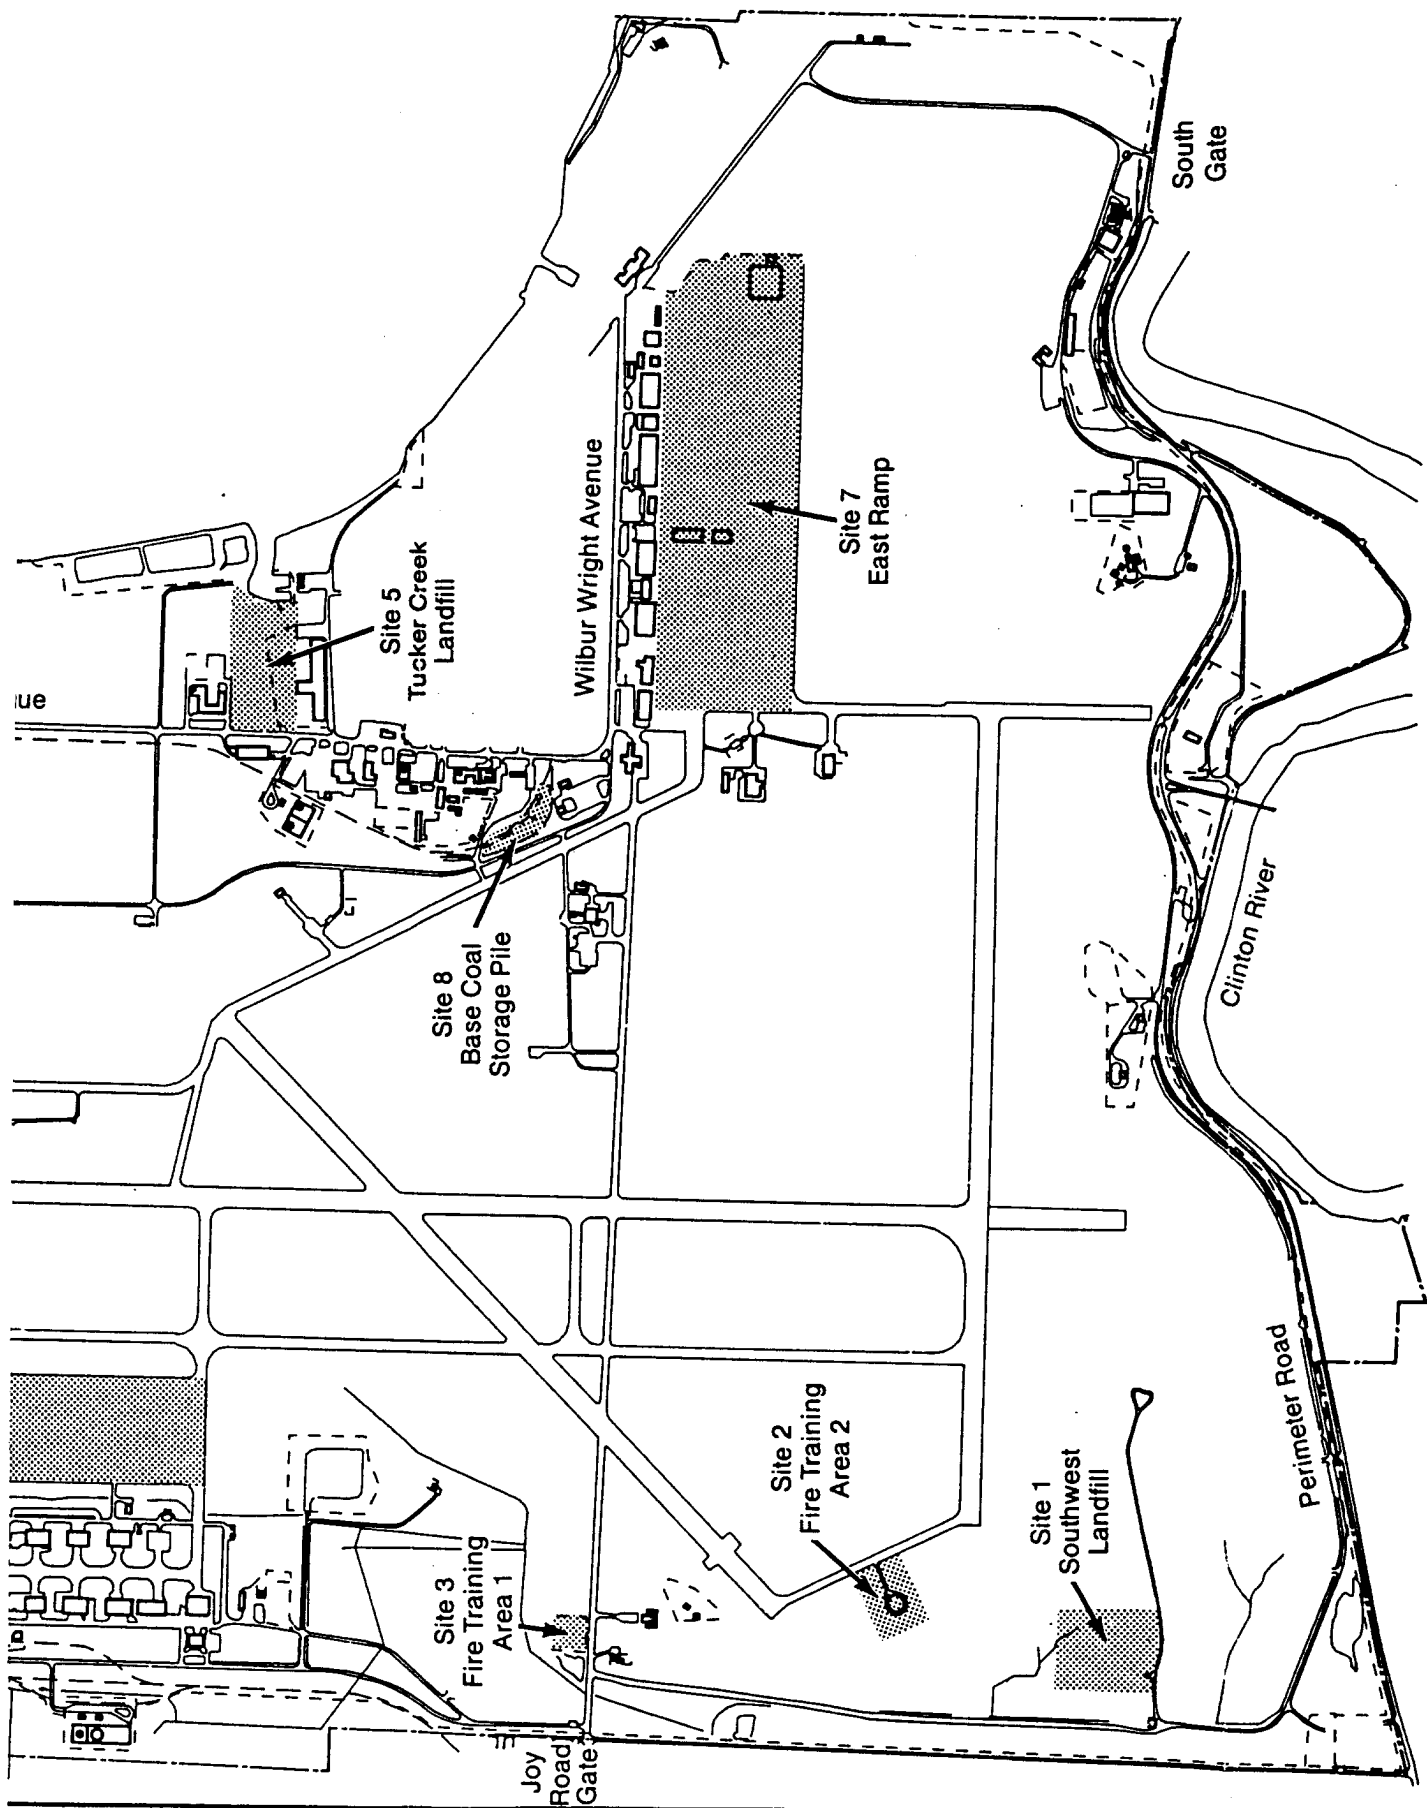 ue
Site 5
Tucker Creek
Landfill
Wilbur Wright Avenue
South
Gate
Site 7
East Ramp
Site 8
Base Coal
Storage Pile
Clinton River
Site 3
Fire Training
Area 1
Site 2
Fire Training
Area 2
Site 1
Southwest
Landfill
Perimeter Road
Joy
Road
Gate